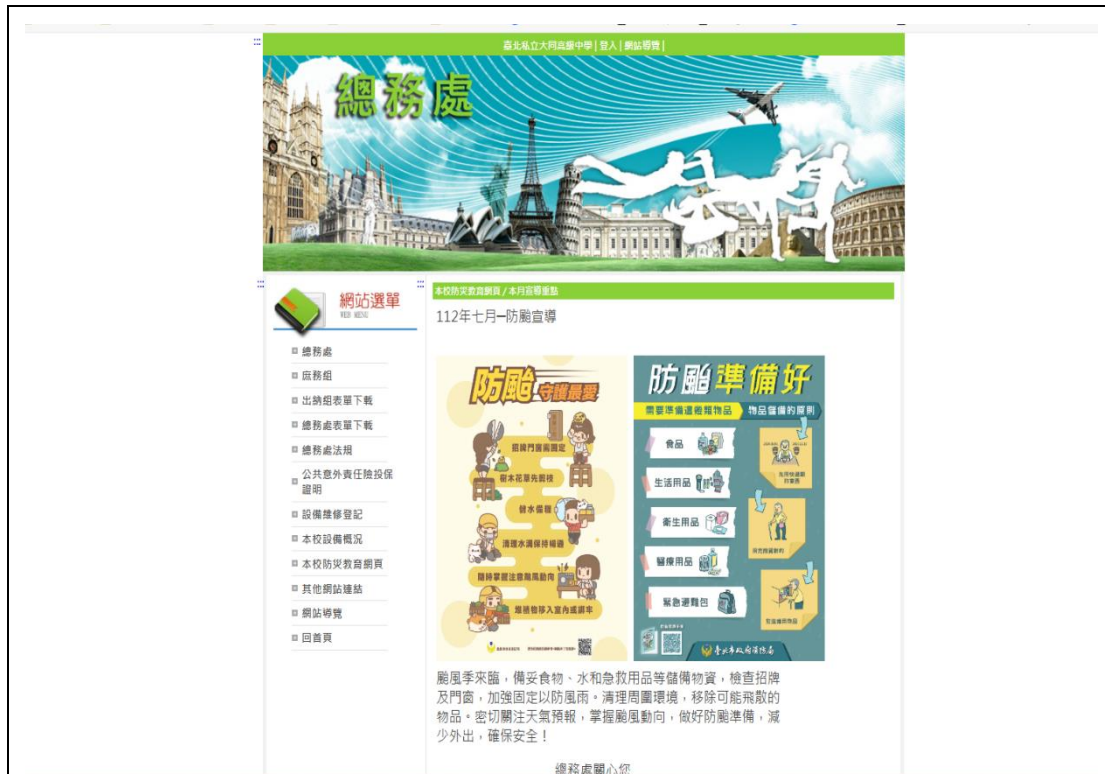 臺北私立大同高級中學 | 登入 | 網站導覽 |
總務處
網站選單
WEB MENU
總務處
庶務組
出納組表單下載
總務處表單下載
總務處法規
公共意外責任險投保
證明
設備維修登記
本校設備概況
本校防災教育網頁
其他網站連結
網站導覽
回首頁
本校防災教育網頁 / 本月宣導重點
112年七月─防颱宣導
防颱 守護最愛
招牌門窗需固定
樹木花草先剪枝
儲水備糧
清理水溝保持暢通
隨時掌握注意颱風動向
堆積物移入室內或綁牢
防颱準備好
需要準備這幾種物品
物品儲備的原則
食品
生活用品
衛生用品
醫療用品
緊急避難包
臺北市政府消防局
颱風季來臨，備妥食物、水和急救用品等儲備物資，檢查招牌
及門窗，加強固定以防風雨。清理周圍環境，移除可能飛散的
物品。密切關注天氣預報，掌握颱風動向，做好防颱準備，減
少外出，確保安全！
總務處關心您